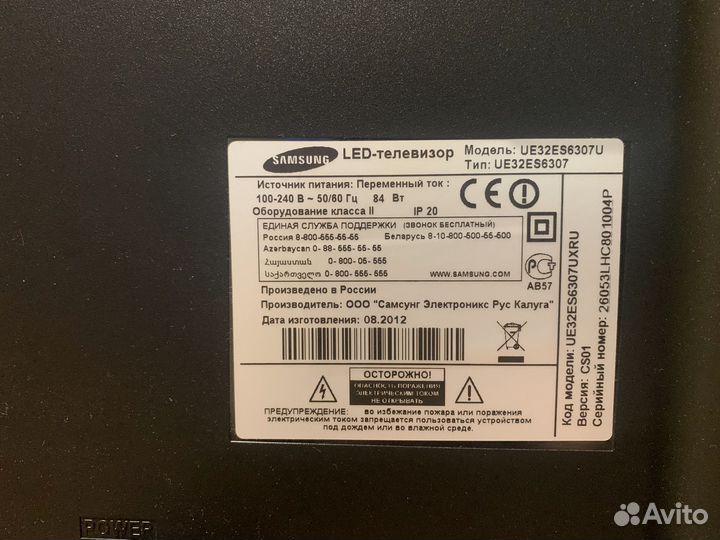 SAMSUNG
LED-телевизор
Модель: UE32ES6307U
Тип: UE32ES6307
Источник питания: Переменный ток :
100-240 В ~ 50/60 Гц 84 Вт
Оборудование класса II IP 20
ЕДИНАЯ СЛУЖБА ПОДДЕРЖКИ (ЗВОНОК БЕСПЛАТНЫЙ)
Россия 8-800-555-55-55 Беларусь 8-10-800-500-55-500
Azerbaycan 0- 88- 555- 55- 55
Հայաստան 0- 800- 05- 555
საქართველო 0- 800- 555- 555 WWW.SAMSUNG.COM
CE
РСТ
АВ57
Произведено в России
Производитель: ООО "Самсунг Электроникс Рус Калуга"
Дата изготовления: 08.2012
ОСТОРОЖНО!
ОПАСНОСТЬ ПОРАЖЕНИЯ
ЭЛЕКТРИЧЕСКИМ ТОКОМ
НЕ ОТКРЫВАТЬ
ПРЕДУПРЕЖДЕНИЕ: во избежание пожара или поражения
электрическим током запрещается пользоваться устройством
под дождем или во влажной среде.
Код модели: UE32ES6307UXRU
Версия: CS01
Серийный номер: 26053LHC801004P
POWER
Avito